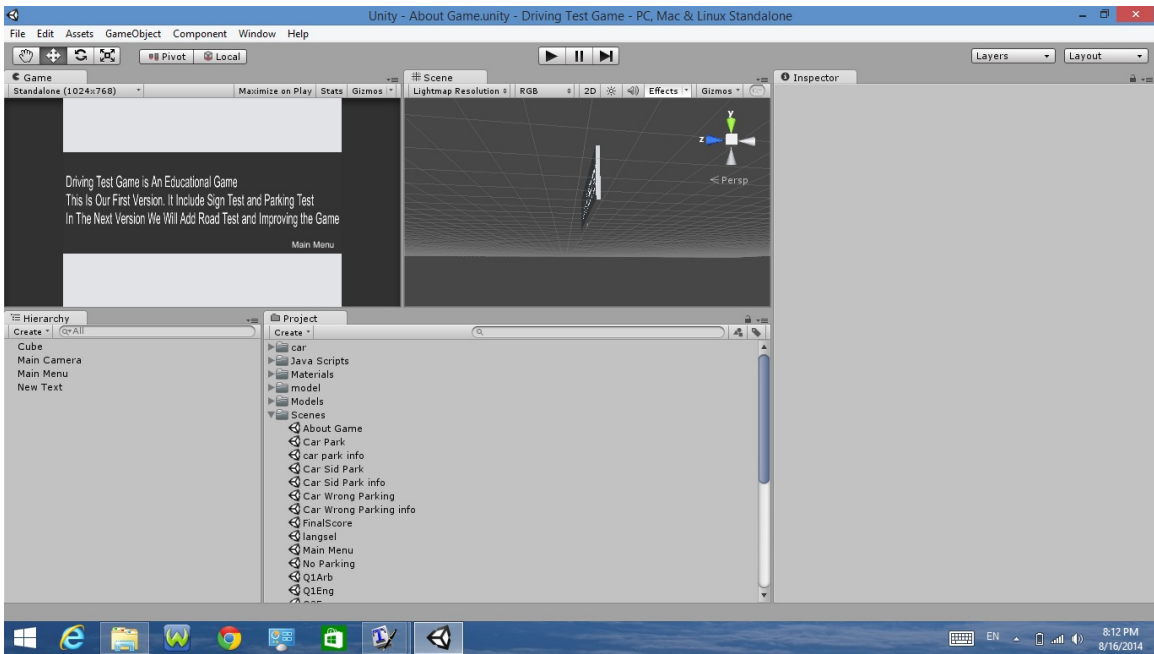 Unity - About Game.unity - Driving Test Game - PC, Mac & Linux Standalone
File Edit Assets GameObject Component Window Help
Pivot Local Layers Layout
Game
Standalone (1024x768) Maximize on Play Stats Gizmos
Driving Test Game is An Educational Game
This Is Our First Version. It Include Sign Test and Parking Test
In The Next Version We Will Add Road Test and Improving the Game
Main Menu
Scene
Lightmap Resolution RGB 2D Effects Gizmos
y
z
Persp
Inspector
Hierarchy
Create All
Cube
Main Camera
Main Menu
New Text
Project
Create
car
Java Scripts
Materials
model
Models
Scenes
About Game
Car Park
car park info
Car Sid Park
Car Sid Park info
Car Wrong Parking
Car Wrong Parking info
FinalScore
langsel
Main Menu
No Parking
Q1Arb
Q1Eng
EN
8:12 PM
8/16/2014